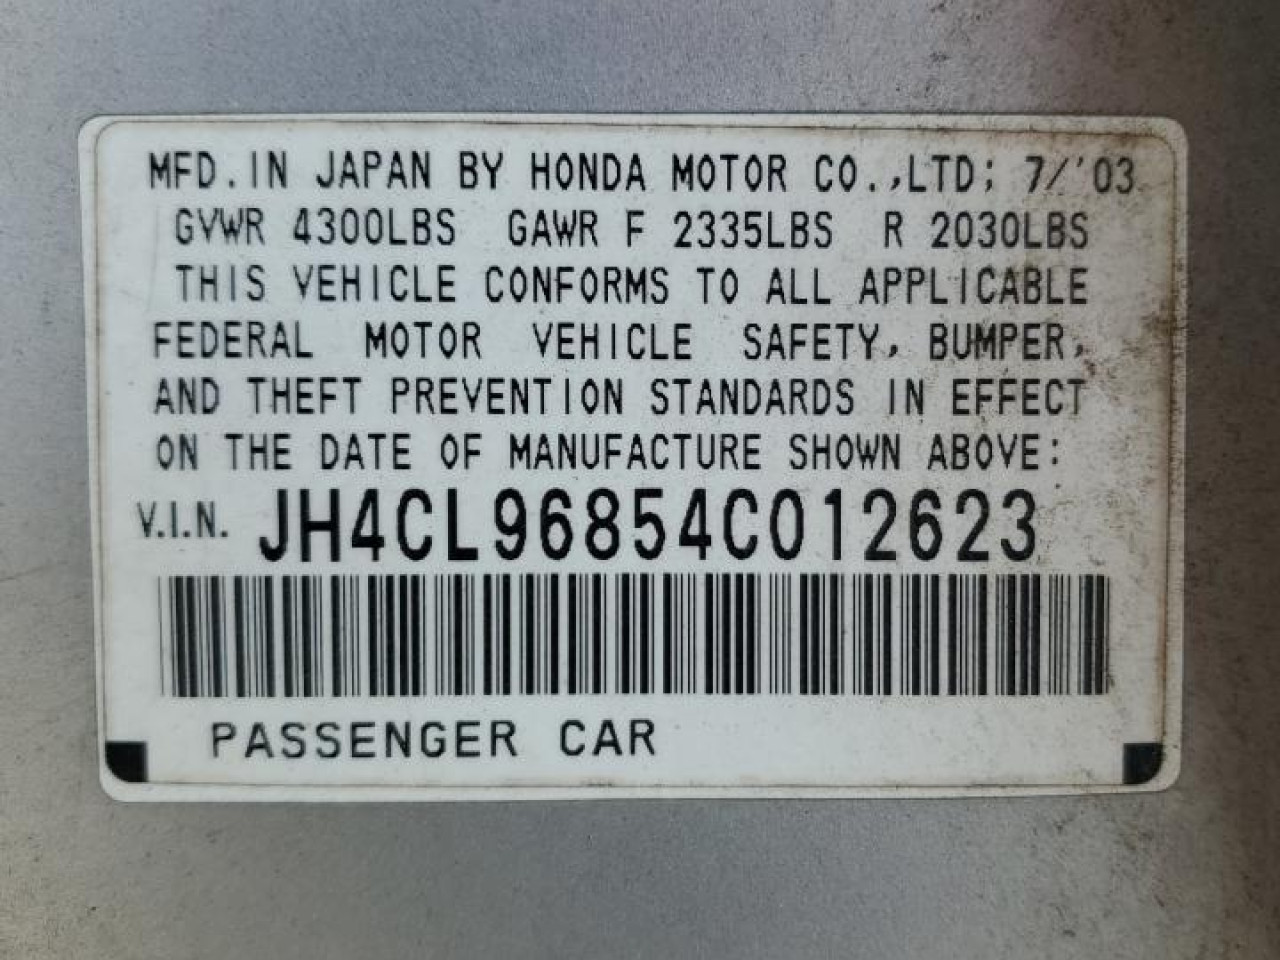 MFD. IN JAPAN BY HONDA MOTOR CO.,LTD; 7/'03
GVWR 4300LBS GAWR F 2335LBS R 2030LBS
THIS VEHICLE CONFORMS TO ALL APPLICABLE
FEDERAL MOTOR VEHICLE SAFETY, BUMPER,
AND THEFT PREVENTION STANDARDS IN EFFECT
ON THE DATE OF MANUFACTURE SHOWN ABOVE:
V.I.N. JH4CL96854C012623
PASSENGER CAR